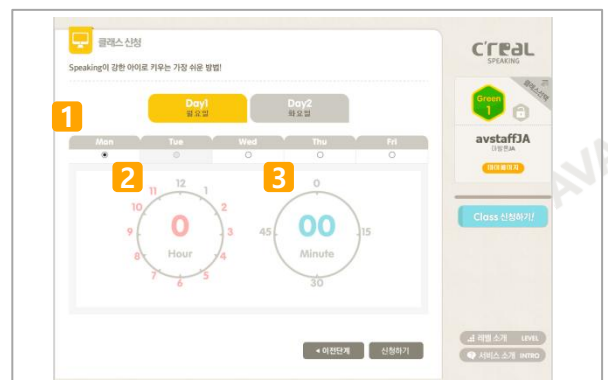 클래스 신청
Speaking이 강한 아이로 키우는 가장 쉬운 방법!
Day1
월요일
Day2
화요일
1
Mon
Tue
Wed
Thu
Fri
2
3
12
1
2
3
4
5
6
7
8
9
10
11
0
Hour
0
15
30
45
00
Minute
◂ 이전단계
신청하기
C'REAL
SPEAKING
클래스선택
Green
1
avstaffJA
마이페이지
Class 신청하기!
레벨 소개 LEVEL
서비스 소개 INTRO